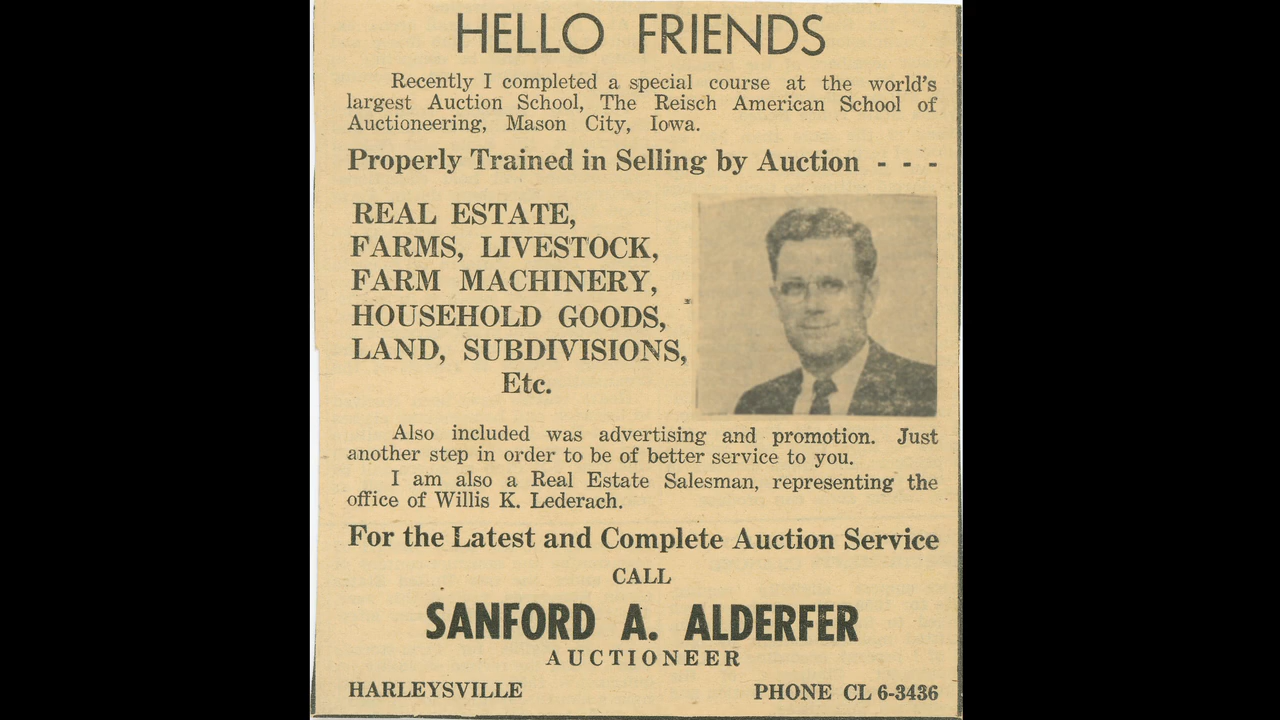 HELLO FRIENDS
Recently I completed a special course at the world's
largest Auction School, The Reisch American School of
Auctioneering, Mason City, Iowa.
Properly Trained in Selling by Auction - - -
REAL ESTATE,
FARMS, LIVESTOCK,
FARM MACHINERY,
HOUSEHOLD GOODS,
LAND, SUBDIVISIONS,
Etc.
Also included was advertising and promotion. Just
another step in order to be of better service to you.
I am also a Real Estate Salesman, representing the
office of Willis K. Lederach.
For the Latest and Complete Auction Service
CALL
SANFORD A. ALDERFER
AUCTIONEER
HARLEYSVILLE PHONE CL 6-3436